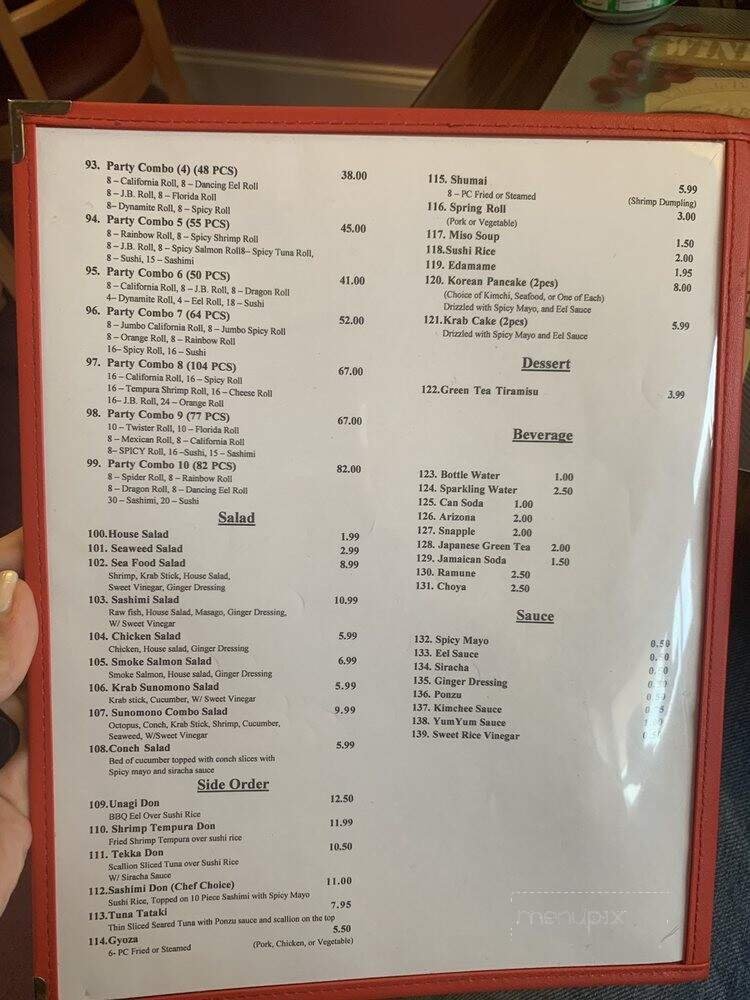 WINE
93. Party Combo (4) (48 PCS) 38.00
8 – California Roll, 8 – Dancing Eel Roll
8 – J.B. Roll, 8 – Florida Roll
8– Dynamite Roll, 8 – Spicy Roll
94. Party Combo 5 (55 PCS) 45.00
8 – Rainbow Roll, 8 – Spicy Shrimp Roll
8 – J.B. Roll, 8 – Spicy Salmon Roll8– Spicy Tuna Roll,
8 – Sushi, 15 – Sashimi
95. Party Combo 6 (50 PCS) 41.00
8 – California Roll, 8 – J.B. Roll, 8 – Dragon Roll
4– Dynamite Roll, 4 – Eel Roll, 18 – Sushi
96. Party Combo 7 (64 PCS) 52.00
8 – Jumbo California Roll, 8 – Jumbo Spicy Roll
8 – Orange Roll, 8 – Rainbow Roll
16– Spicy Roll, 16 – Sushi
97. Party Combo 8 (104 PCS) 67.00
16 – California Roll, 16 – Spicy Roll
16 – Tempura Shrimp Roll, 16 – Cheese Roll
16– J.B. Roll, 24 – Orange Roll
98. Party Combo 9 (77 PCS) 67.00
10 – Twister Roll, 10 – Florida Roll
8 – Mexican Roll, 8 – California Roll
8– SPICY Roll, 16 –Sushi, 15 – Sashimi
99. Party Combo 10 (82 PCS) 82.00
8 – Spider Roll, 8 – Rainbow Roll
8 – Dragon Roll, 8 – Dancing Eel Roll
30 – Sashimi, 20 – Sushi
Salad
100.House Salad 1.99
101. Seaweed Salad 2.99
102. Sea Food Salad 8.99
Shrimp, Krab Stick, House Salad,
Sweet Vinegar, Ginger Dressing
103. Sashimi Salad 10.99
Raw fish, House Salad, Masago, Ginger Dressing,
W/ Sweet Vinegar
104. Chicken Salad 5.99
Chicken, House salad, Ginger Dressing
105. Smoke Salmon Salad 6.99
Smoke Salmon, House salad, Ginger Dressing
106. Krab Sunomono Salad 5.99
Krab stick, Cucumber, W/ Sweet Vinegar
107. Sunomono Combo Salad 9.99
Octopus, Conch, Krab Stick, Shrimp, Cucumber,
Seaweed, W/Sweet Vinegar
108.Conch Salad 5.99
Bed of cucumber topped with conch slices with
Spicy mayo and siracha sauce
Side Order
109.Unagi Don 12.50
BBQ Eel Over Sushi Rice
110. Shrimp Tempura Don 11.99
Fried Shrimp Tempura over sushi rice
111. Tekka Don 10.50
Scallion Sliced Tuna over Sushi Rice
W/ Siracha Sauce
112.Sashimi Don (Chef Choice) 11.00
Sushi Rice, Topped on 10 Piece Sashimi with Spicy Mayo
113.Tuna Tataki 7.95
Thin Sliced Seared Tuna with Ponzu sauce and scallion on the top
114.Gyoza 5.50
6- PC Fried or Steamed (Pork, Chicken, or Vegetable)
115. Shumai 5.99
8 – PC Fried or Steamed (Shrimp Dumpling)
116. Spring Roll 3.00
(Pork or Vegetable)
117. Miso Soup 1.50
118.Sushi Rice 2.00
119. Edamame 1.95
120. Korean Pancake (2pcs) 8.00
(Choice of Kimchi, Seafood, or One of Each)
Drizzled with Spicy Mayo, and Eel Sauce
121.Krab Cake (2pcs) 5.99
Drizzled with Spicy Mayo and Eel Sauce
Dessert
122.Green Tea Tiramisu 3.99
Beverage
123. Bottle Water 1.00
124. Sparkling Water 2.50
125. Can Soda 1.00
126. Arizona 2.00
127. Snapple 2.00
128. Japanese Green Tea 2.00
129. Jamaican Soda 1.50
130. Ramune 2.50
131. Choya 2.50
Sauce
132. Spicy Mayo 0.50
133. Eel Sauce
134. Siracha
135. Ginger Dressing
136. Ponzu
137. Kimchee Sauce
138. YumYum Sauce
139. Sweet Rice Vinegar
menupix